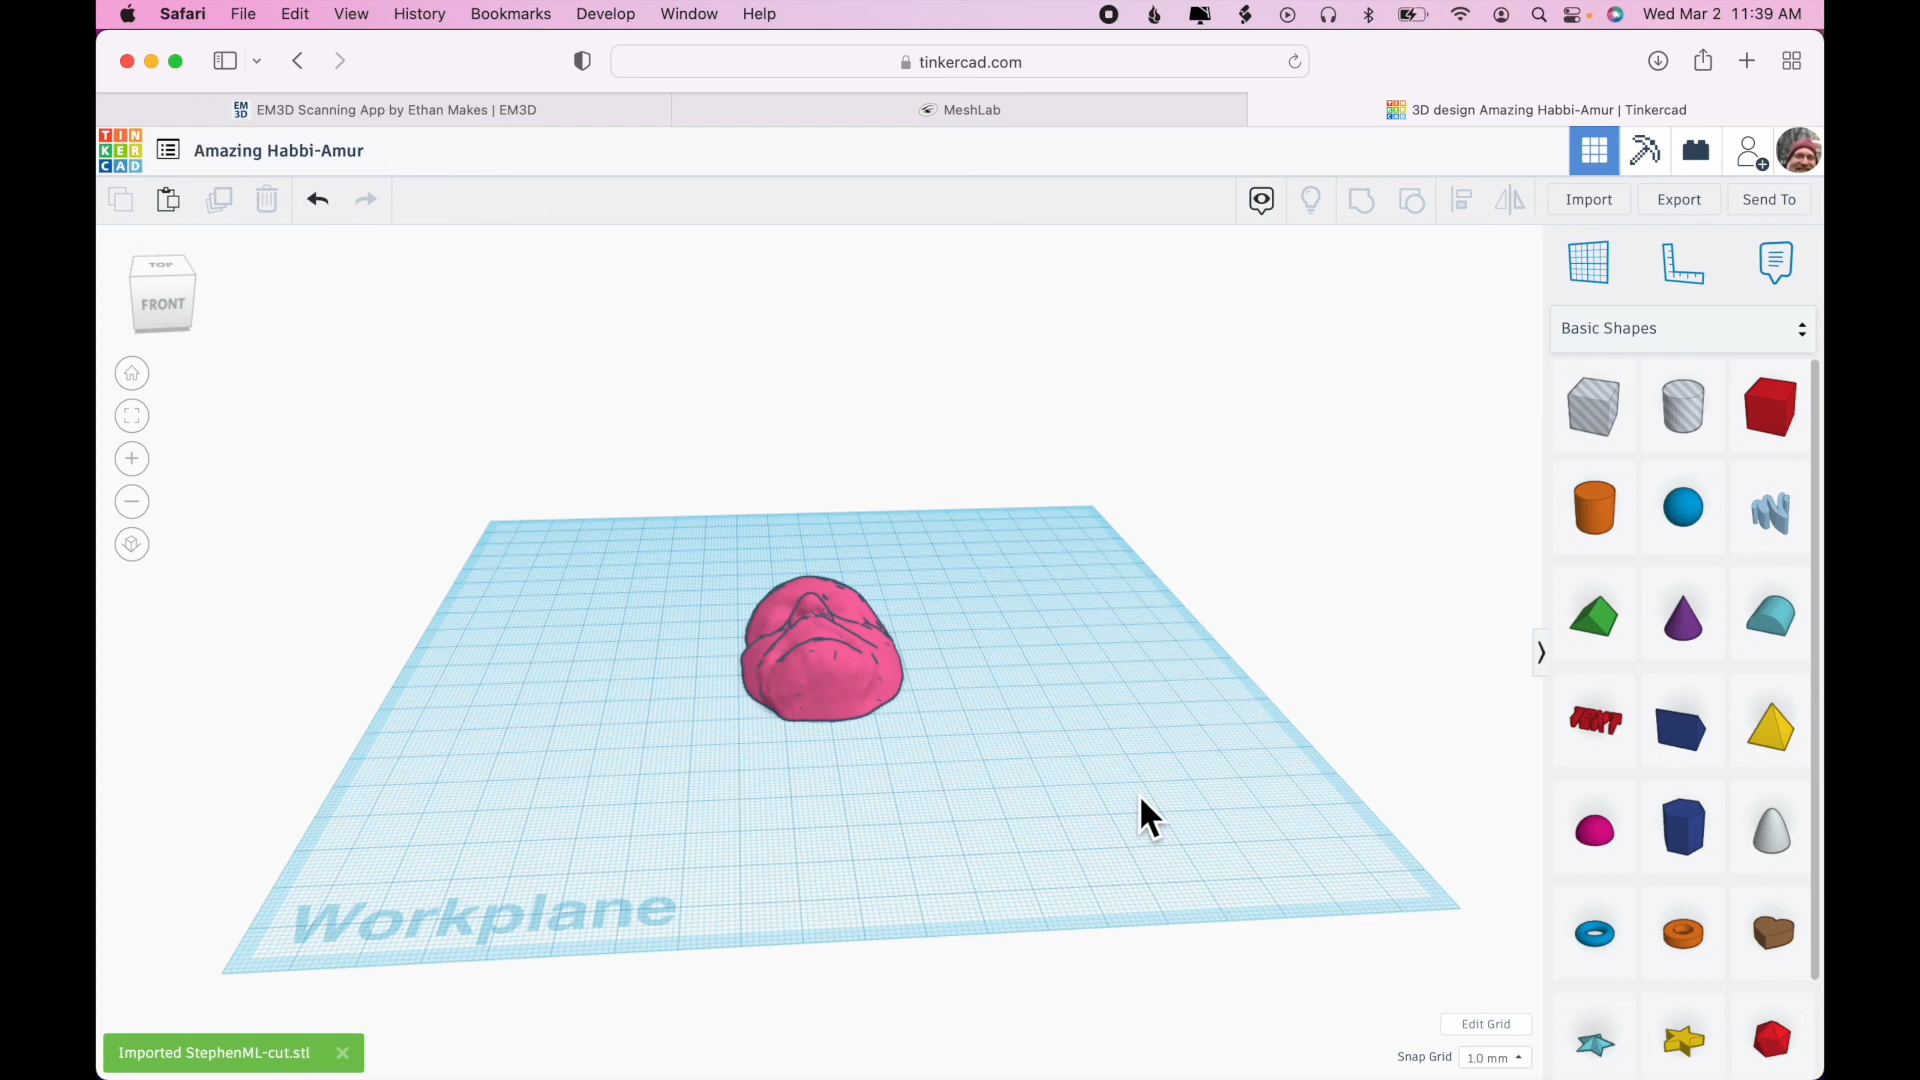 Safari File Edit View History Bookmarks Develop Window Help Wed Mar 2 11:39 AM
tinkercad.com
EM 3D EM3D Scanning App by Ethan Makes | EM3D MeshLab 3D design Amazing Habbi-Amur | Tinkercad
TIN
KER
CAD
Amazing Habbi-Amur
Import Export Send To
TOP
FRONT
Basic Shapes
TEXT
Workplane
Edit Grid
Snap Grid 1.0 mm
Imported StephenML-cut.stl